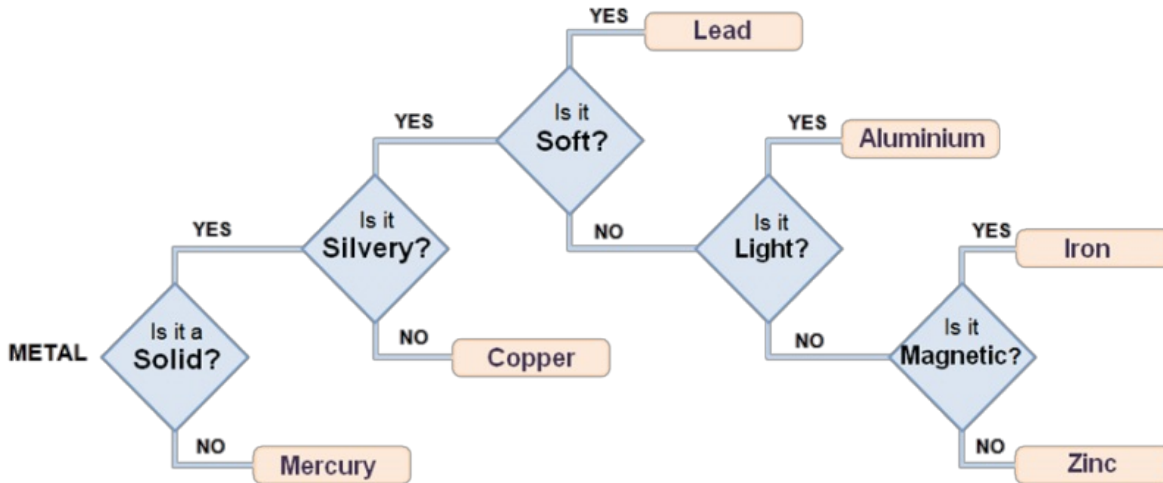 YES
Lead
Is it
Soft?
YES
YES
Aluminium
Is it
Silvery?
YES
NO
Is it
Light?
YES
Iron
METAL
Is it a
Solid?
NO
Copper
NO
Is it
Magnetic?
NO
Mercury
NO
Zinc